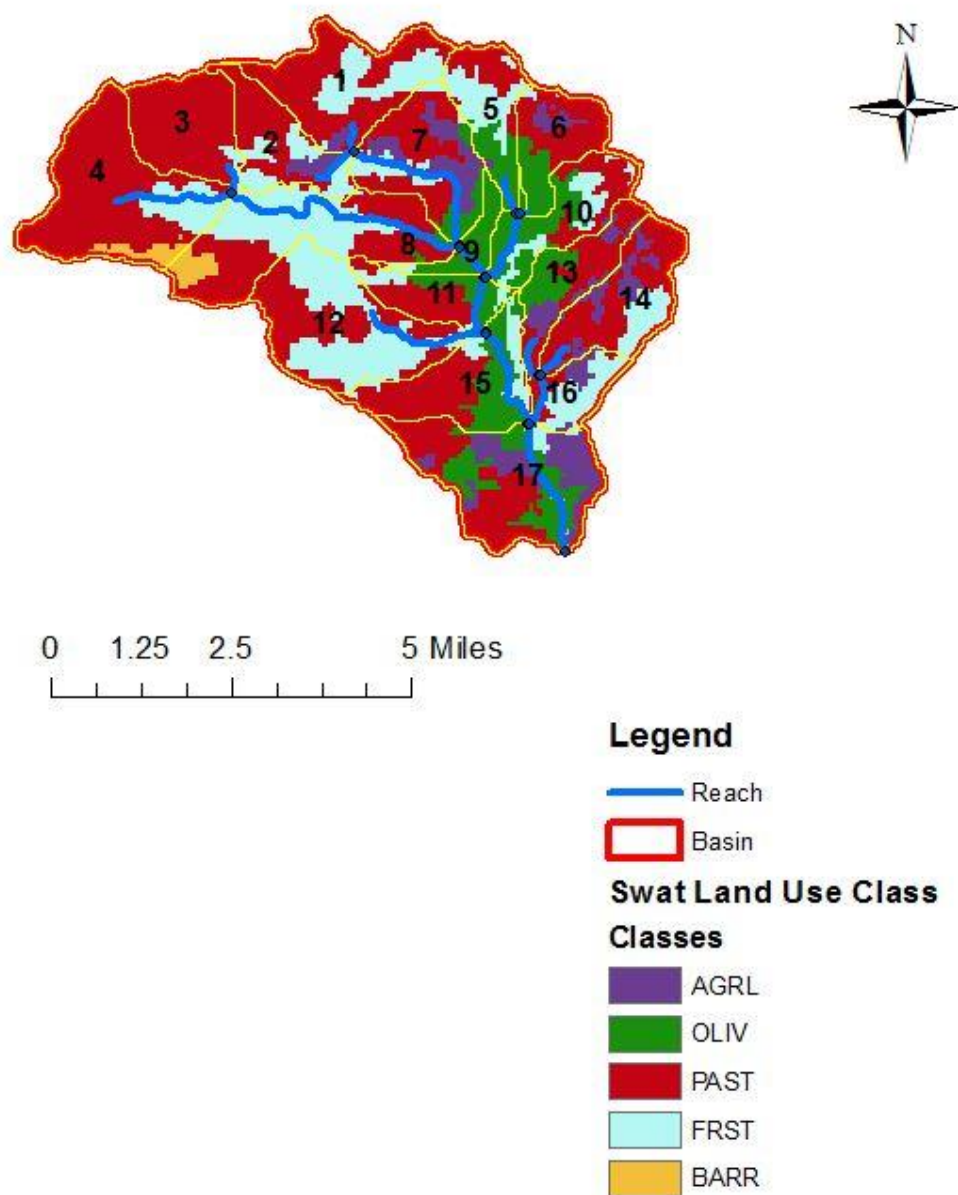 N
1
5
6
7
3
2
4
10
8
9
13
11
14
12
15
16
17
0 1.25 2.5 5 Miles
Legend
Reach
Basin
Swat Land Use Class
Classes
AGRL
OLIV
PAST
FRST
BARR